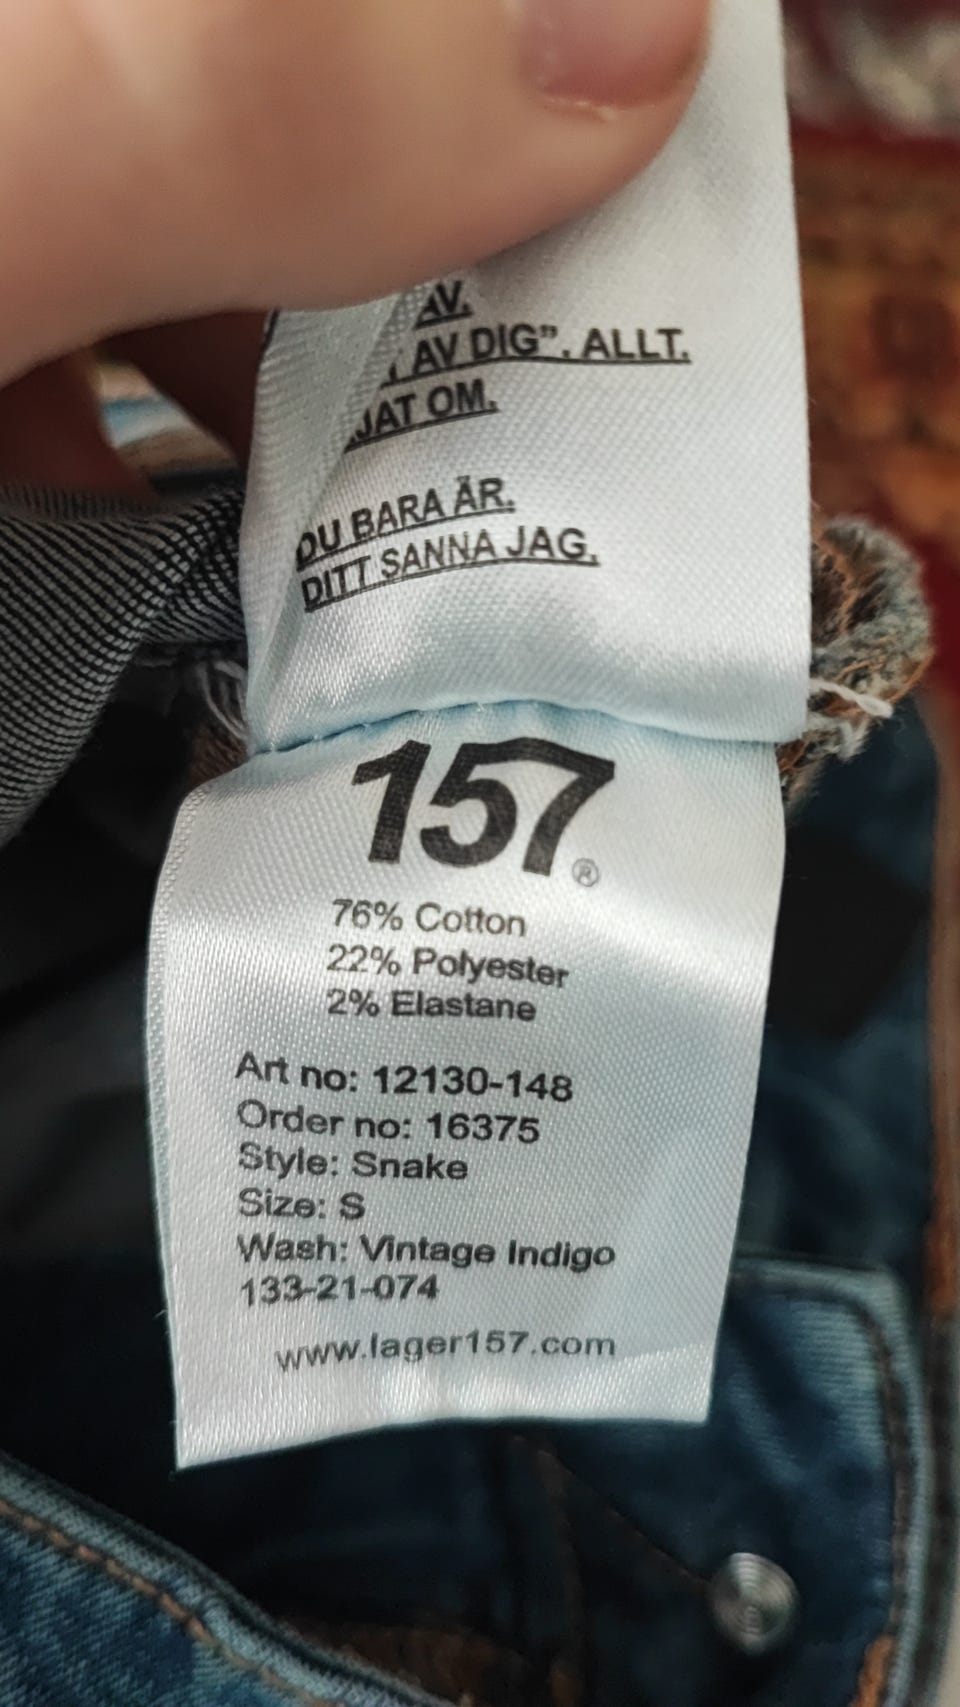 AV.
AV DIG”. ALLT.
OM.
DU BARA ÄR.
DITT SANNA JAG.
157®
76% Cotton
22% Polyester
2% Elastane
Art no: 12130-148
Order no: 16375
Style: Snake
Size: S
Wash: Vintage Indigo
133-21-074
www.lager157.com